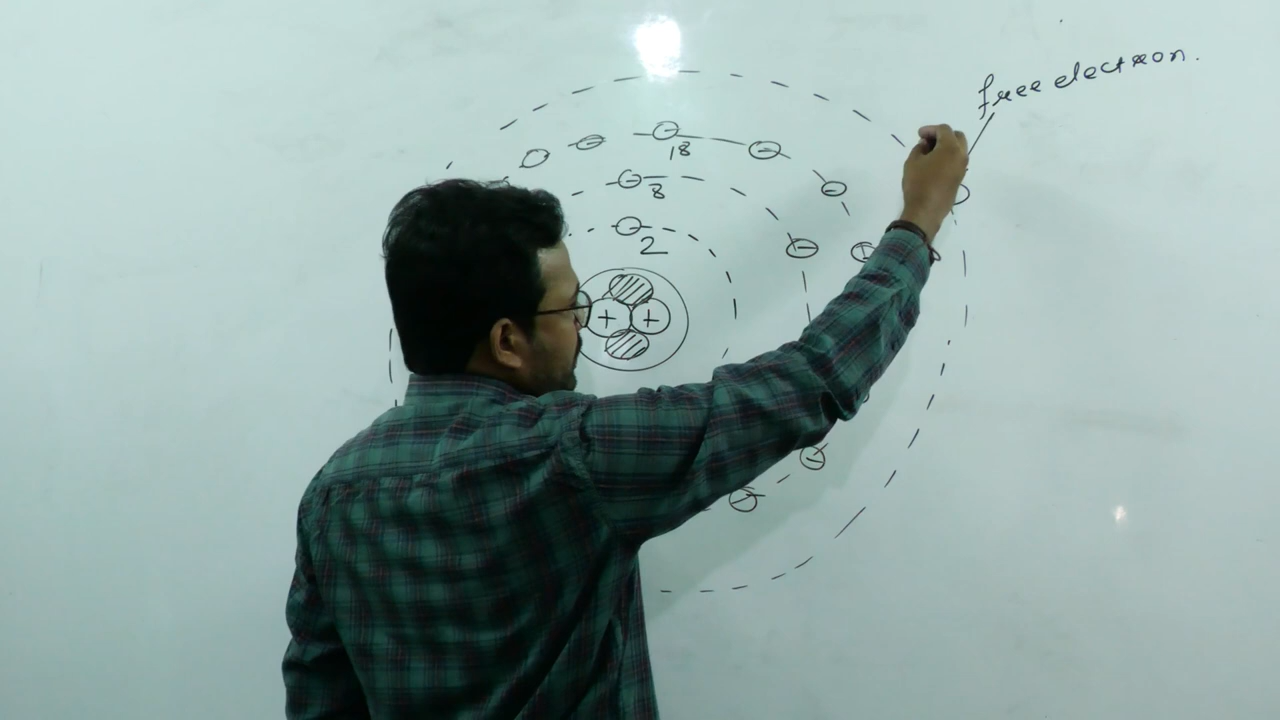 free electron.
18
8
2
+ +